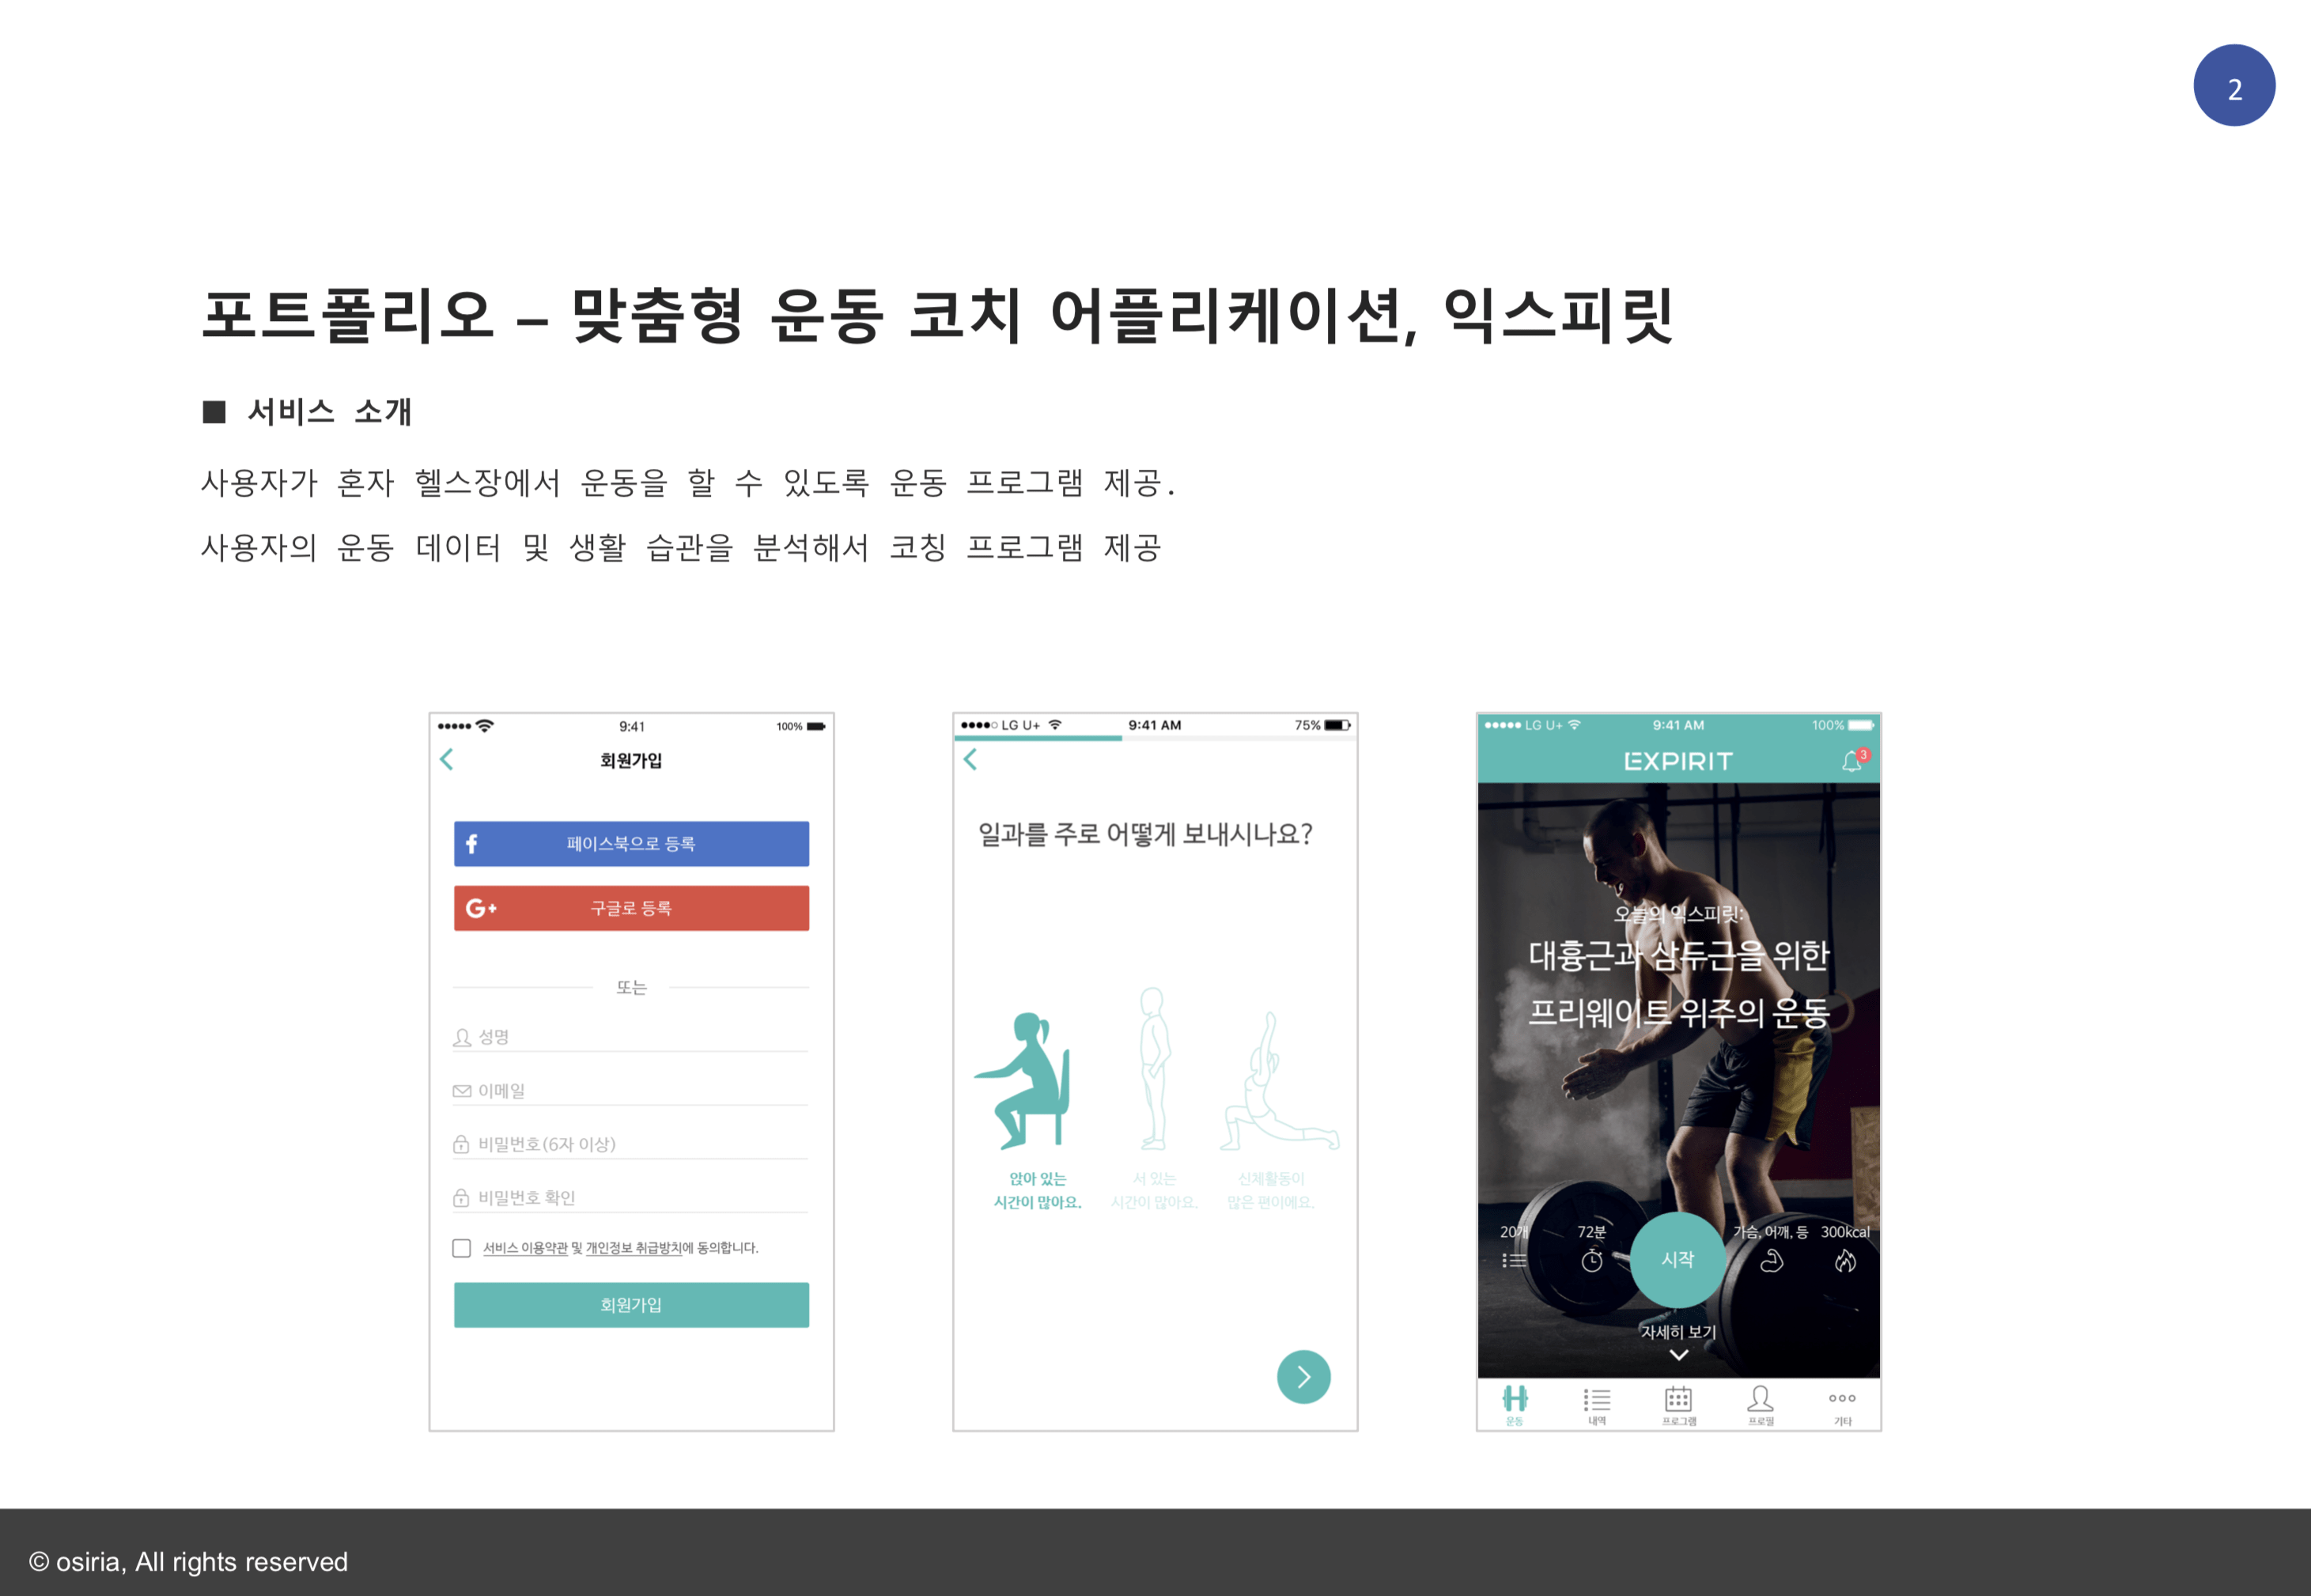 2
포트폴리오 – 맞춤형 운동 코치 어플리케이션, 익스피릿
■ 서비스 소개
사용자가 혼자 헬스장에서 운동을 할 수 있도록 운동 프로그램 제공.
사용자의 운동 데이터 및 생활 습관을 분석해서 코칭 프로그램 제공
9:41
100%
회원가입
f 페이스북으로 등록
G+ 구글로 등록
또는
성명
이메일
비밀번호(6자 이상)
비밀번호 확인
서비스 이용약관 및 개인정보 취급방치에 동의합니다.
회원가입
LG U+
9:41 AM
75%
일과를 주로 어떻게 보내시나요?
앉아 있는
시간이 많아요.
서 있는
시간이 많아요.
신체활동이
많은 편이에요.
LG U+
9:41 AM
100%
EXPIRIT
3
오늘의 익스피릿:
대흉근과 삼두근을 위한
프리웨이트 위주의 운동
20개
72분
시작
가슴, 어깨, 등
300kcal
자세히 보기
운동
내역
프로그램
프로필
기타
© osiria, All rights reserved